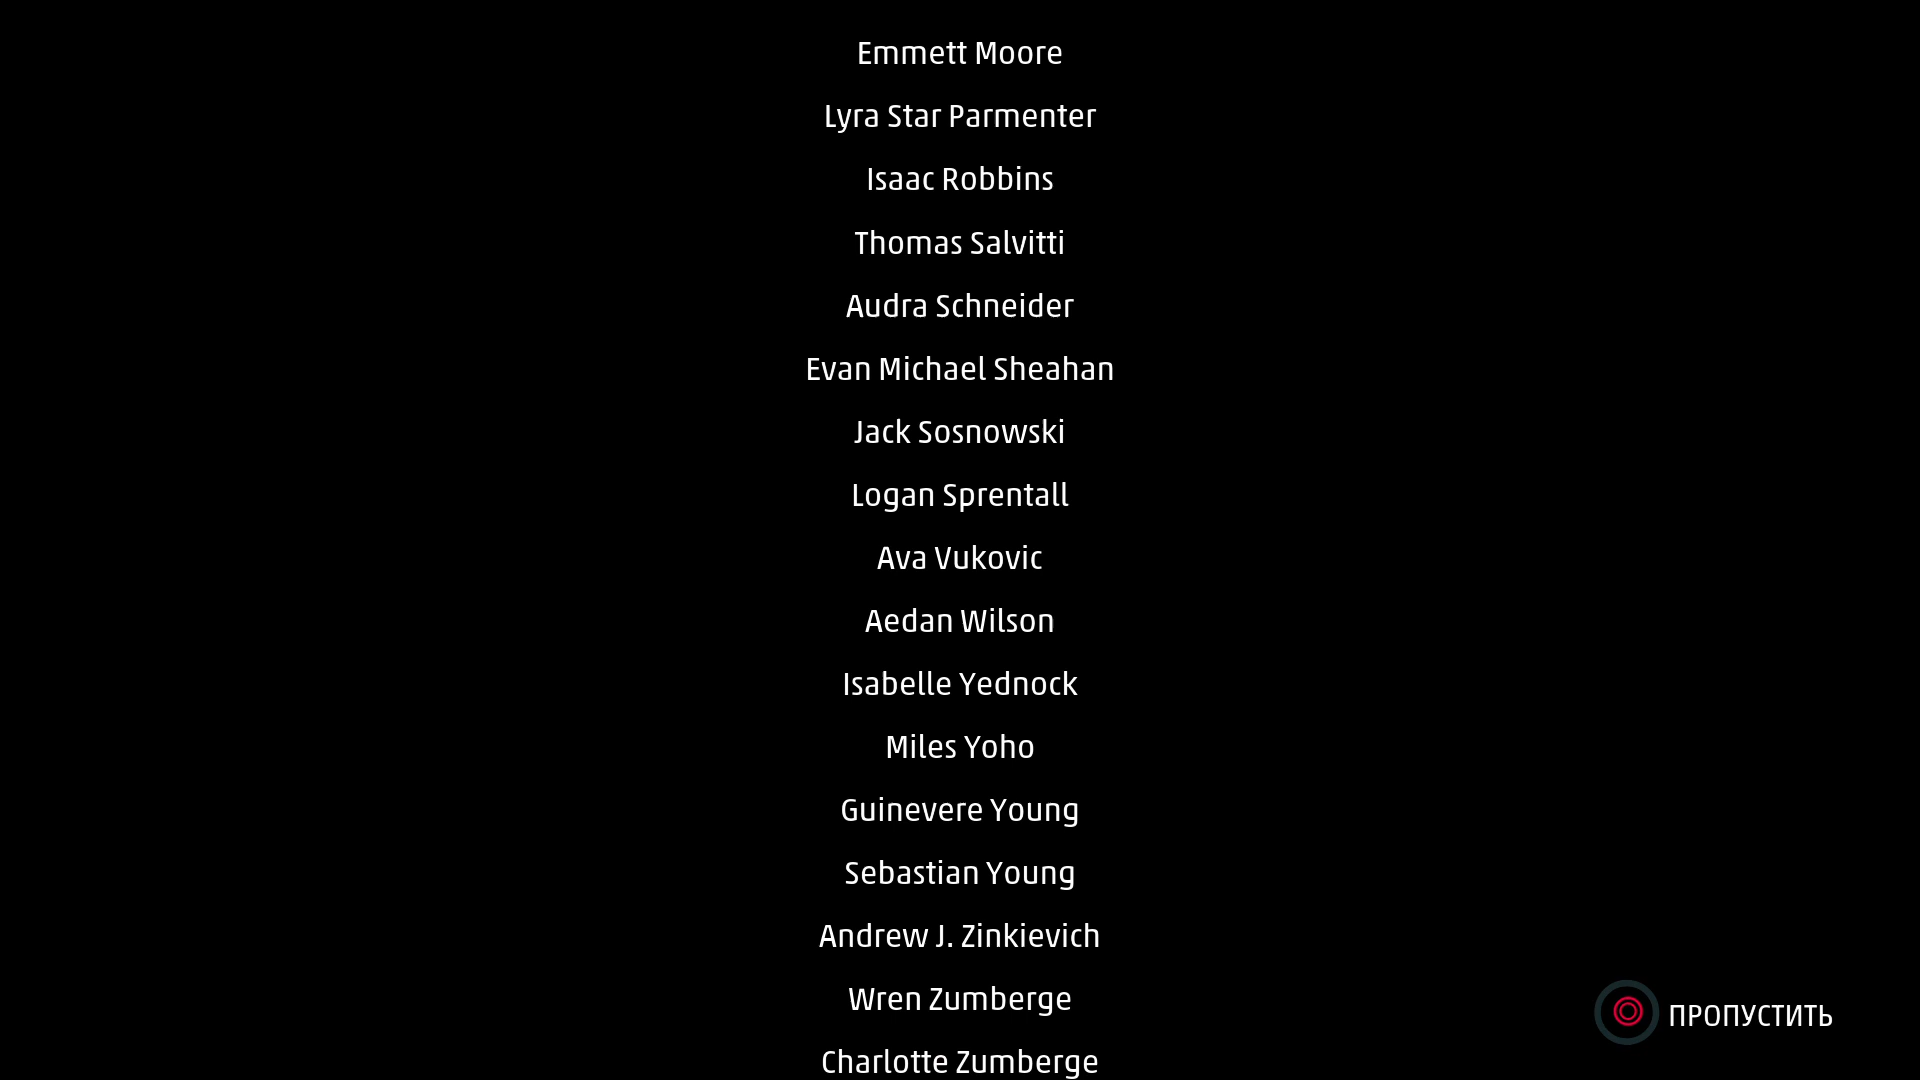 Emmett Moore
Lyra Star Parmenter
Isaac Robbins
Thomas Salvitti
Audra Schneider
Evan Michael Sheahan
Jack Sosnowski
Logan Sprentall
Ava Vukovic
Aedan Wilson
Isabelle Yednock
Miles Yoho
Guinevere Young
Sebastian Young
Andrew J. Zinkievich
Wren Zumberge
ПРОПУСТИТЬ
Charlotte Zumberge